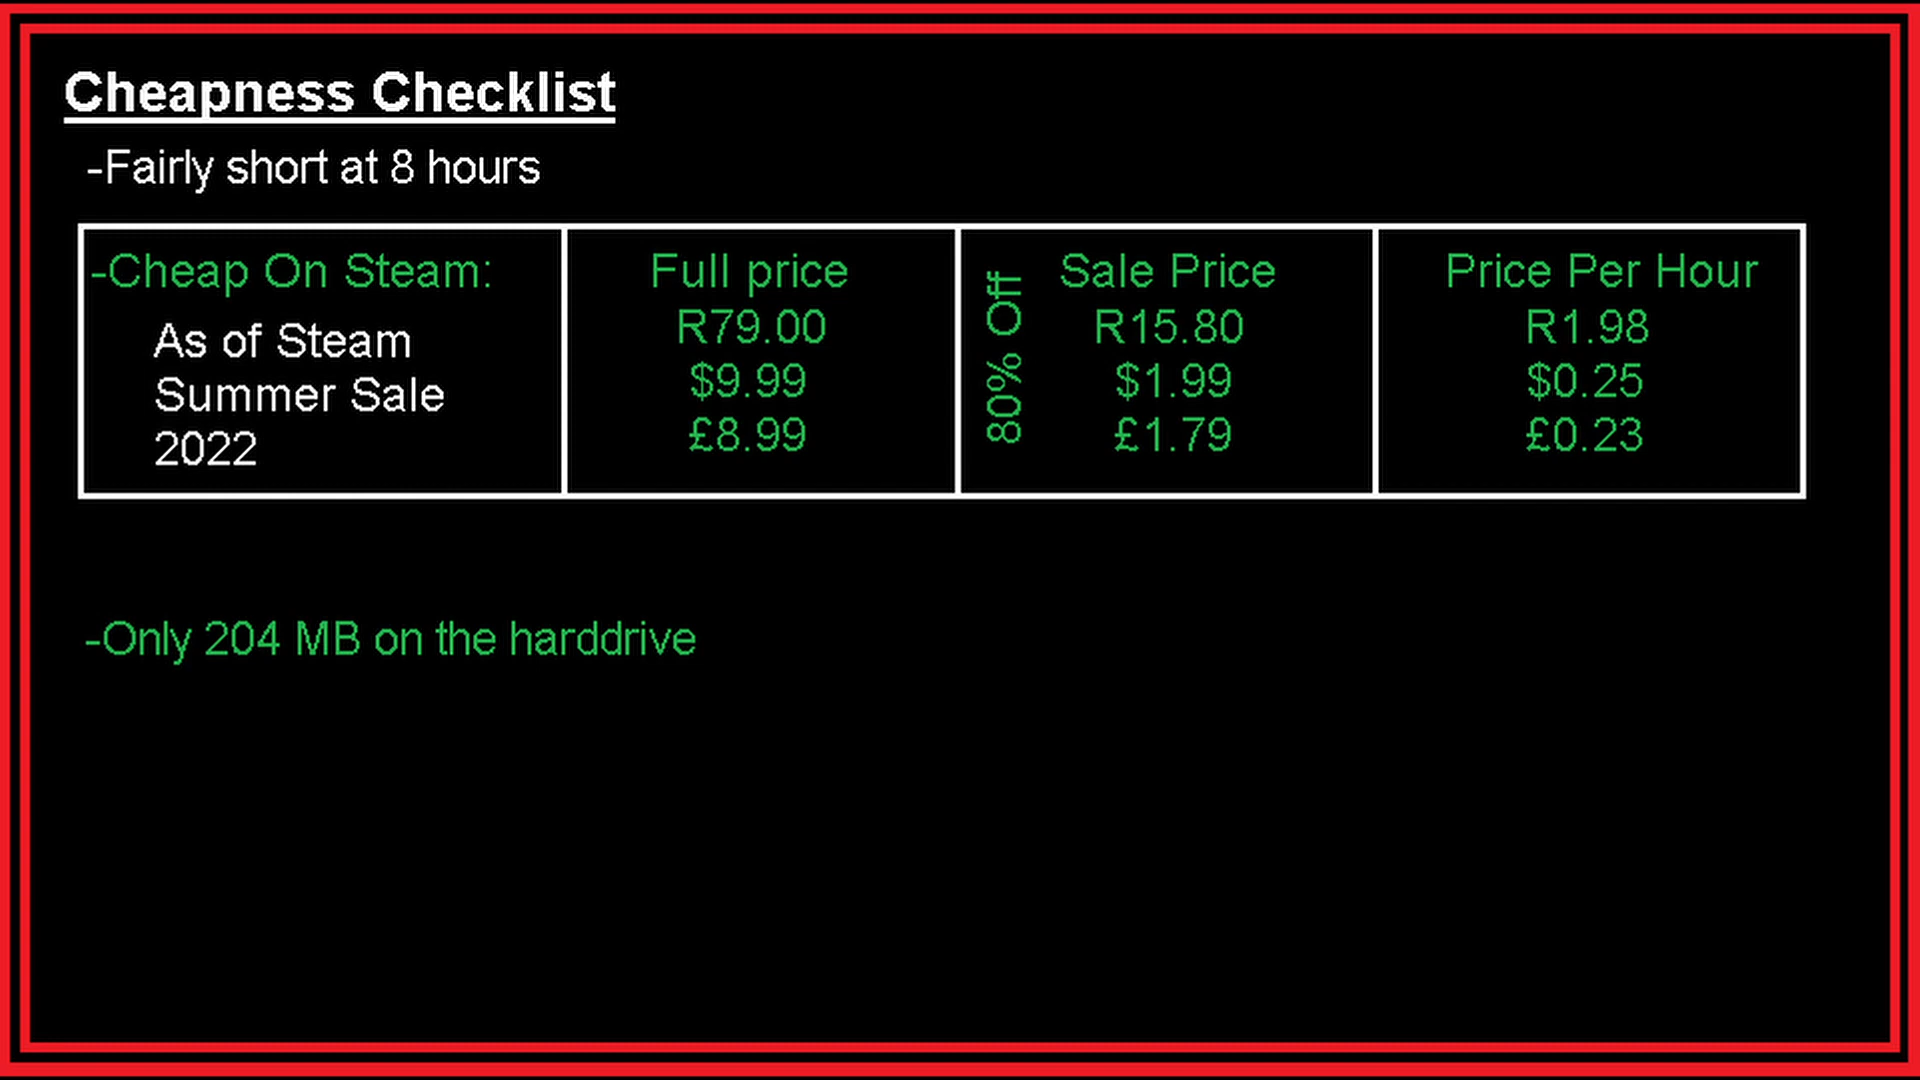 Cheapness Checklist
-Fairly short at 8 hours
-Cheap On Steam:
As of Steam
Summer Sale
2022
Full price
R79.00
$9.99
£8.99
80% Off
Sale Price
R15.80
$1.99
£1.79
Price Per Hour
R1.98
$0.25
£0.23
-Only 204 MB on the harddrive